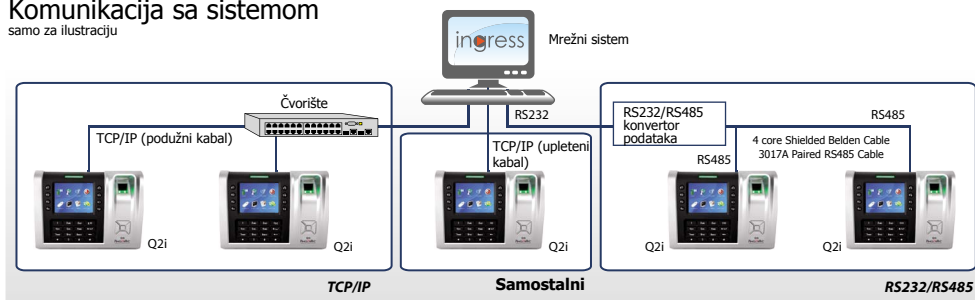 Komunikacija sa sistemom
samo za ilustraciju
ingress
Mrežni sistem
Čvorište
TCP/IP (podužni kabal)
RS232
TCP/IP (upleteni
kabal)
RS232/RS485
konvertor
podataka
RS485
4 core Shielded Belden Cable
3017A Paired RS485 Cable
RS485
Q2i
Q2i
Q2i
Q2i
Q2i
TCP/IP
Samostalni
RS232/RS485